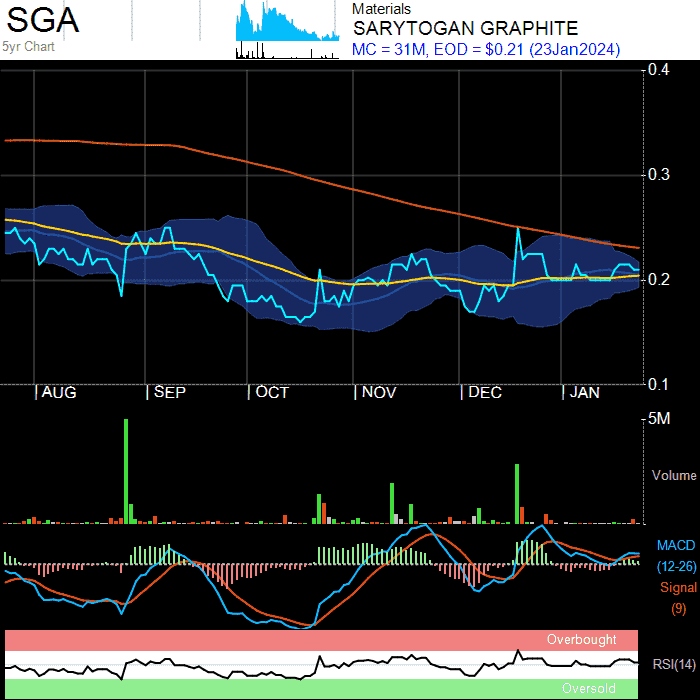 SGA
5yr Chart
Materials
SARYTOGAN GRAPHITE
MC = 31M, EOD = $0.21 (23Jan2024)
0.4
0.3
0.2
0.1
| AUG | SEP | OCT | NOV | DEC | JAN
5M
Volume
MACD
(12-26)
Signal
(9)
Overbought
RSI(14)
Oversold